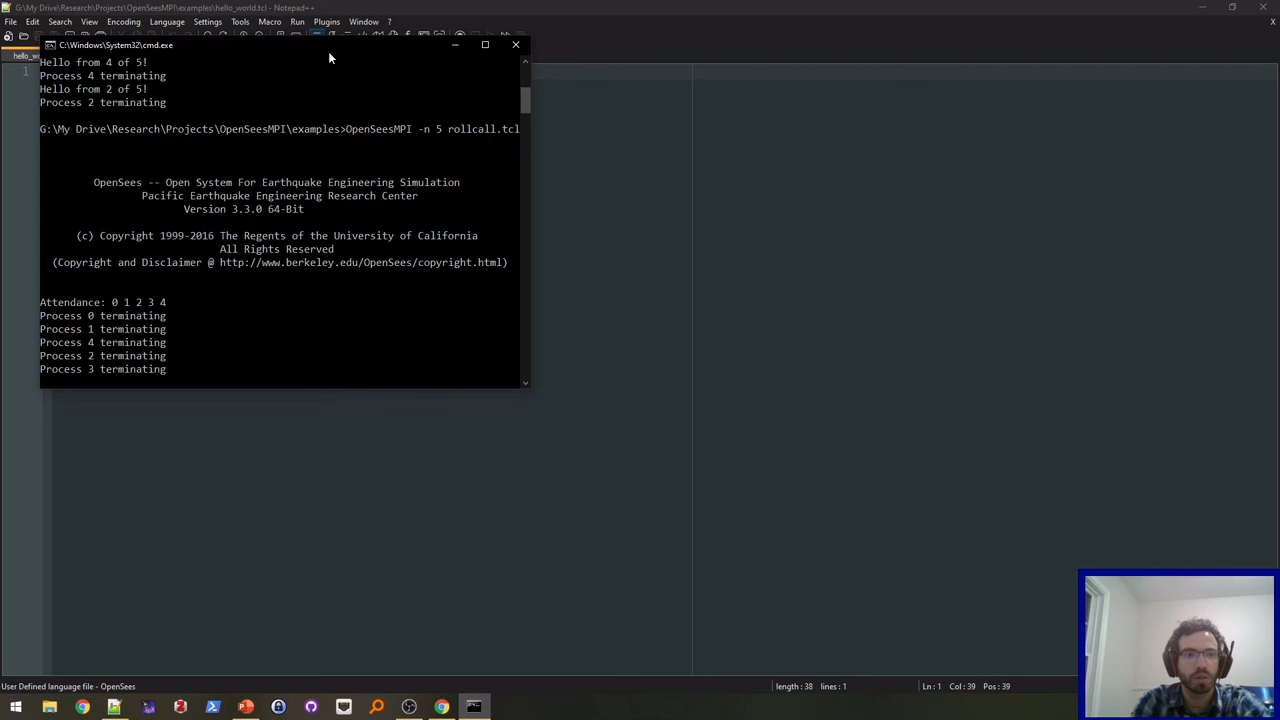 G:\My Drive\Research\Projects\OpenSeesMPI\examples\hello_world.tcl - Notepad++
File Edit Search View Encoding Language Settings Tools Macro Run Plugins Window ?
hello_wo
C:\Windows\System32\cmd.exe
1
Hello from 4 of 5!
Process 4 terminating
Hello from 2 of 5!
Process 2 terminating
G:\My Drive\Research\Projects\OpenSeesMPI\examples>OpenSeesMPI -n 5 rollcall.tcl
OpenSees -- Open System For Earthquake Engineering Simulation
Pacific Earthquake Engineering Research Center
Version 3.3.0 64-Bit
(c) Copyright 1999-2016 The Regents of the University of California
All Rights Reserved
(Copyright and Disclaimer @ http://www.berkeley.edu/OpenSees/copyright.html)
Attendance: 0 1 2 3 4
Process 0 terminating
Process 1 terminating
Process 4 terminating
Process 2 terminating
Process 3 terminating
User Defined language file - OpenSees
length: 38 lines: 1
Ln: 1 Col: 39 Pos: 39